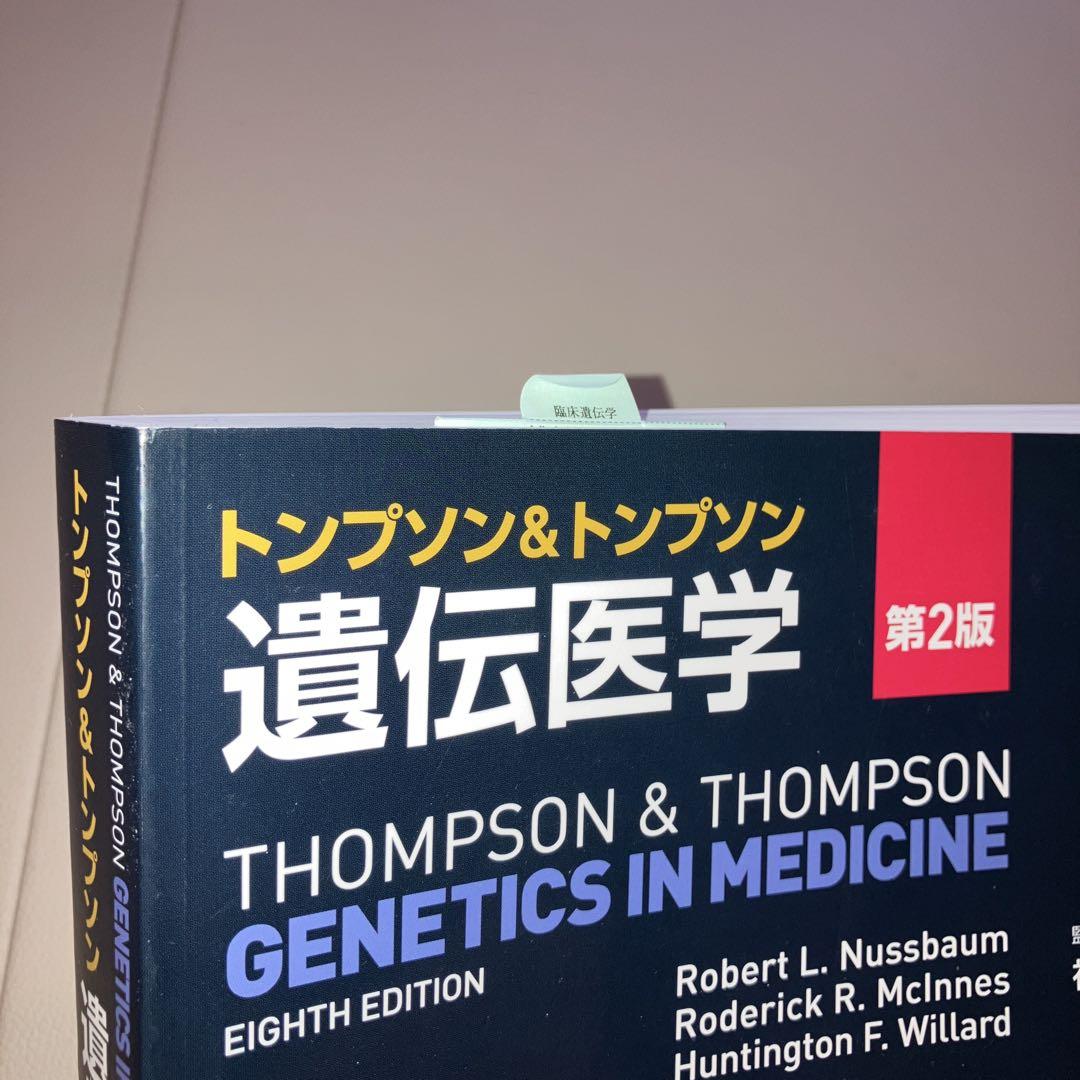 臨床遺伝学
トンプソン&トンプソン
遺伝医学
第2版
THOMPSON & THOMPSON
GENETICS IN MEDICINE
EIGHTH EDITION
Robert L. Nussbaum
Roderick R. McInnes
Huntington F. Willard
トンプソン&トンプソン 遺
THOMPSON & THOMPSON GENETICS I